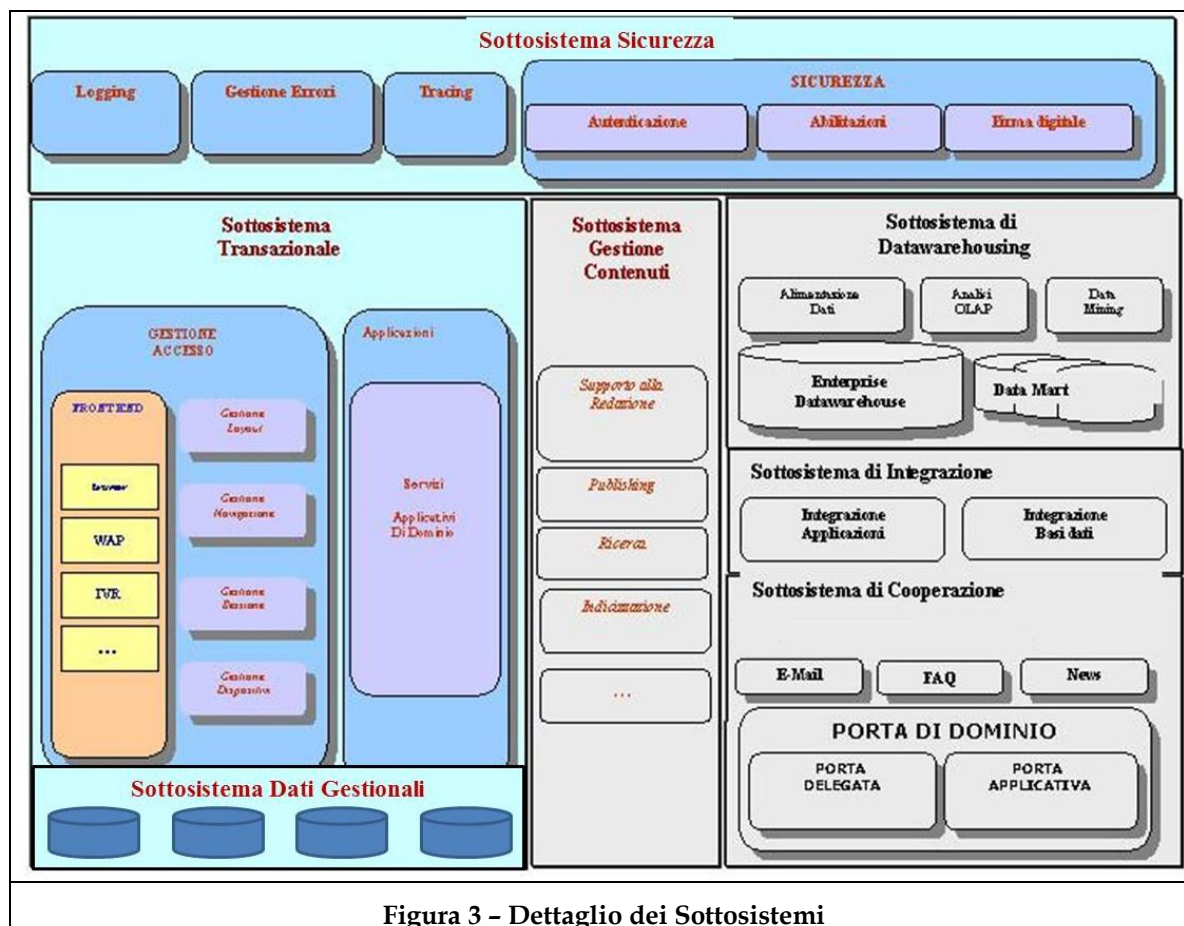 Sottosistema Sicurezza
Logging
Gestione Errori
Tracing
SICUREZZA
Autenticazione
Abilitazioni
Firma digitale
Sottosistema
Transazionale
GESTIONE
ACCESSO
FRONTEND
WAP
IVR
...
Gestione
Layout
Gestione
Navigazione
Gestione
Gestione
Dispositivi
Applicazioni
Servizi
Applicativi
Di Dominio
Sottosistema Dati Gestionali
Sottosistema
Gestione
Contenuti
Supporto alla
Redazione
Publishing
Ricerca
Indicizzazione
...
Sottosistema di
Datawarehousing
Alimentazione
Dati
Analisi
OLAP
Data
Mining
Enterprise
Datawarehouse
Data Mart
Sottosistema di Integrazione
Integrazione
Applicazioni
Integrazione
Basi dati
Sottosistema di Cooperazione
E-Mail
FAQ
News
PORTA DI DOMINIO
PORTA
DELEGATA
PORTA
APPLICATIVA
Figura 3 – Dettaglio dei Sottosistemi